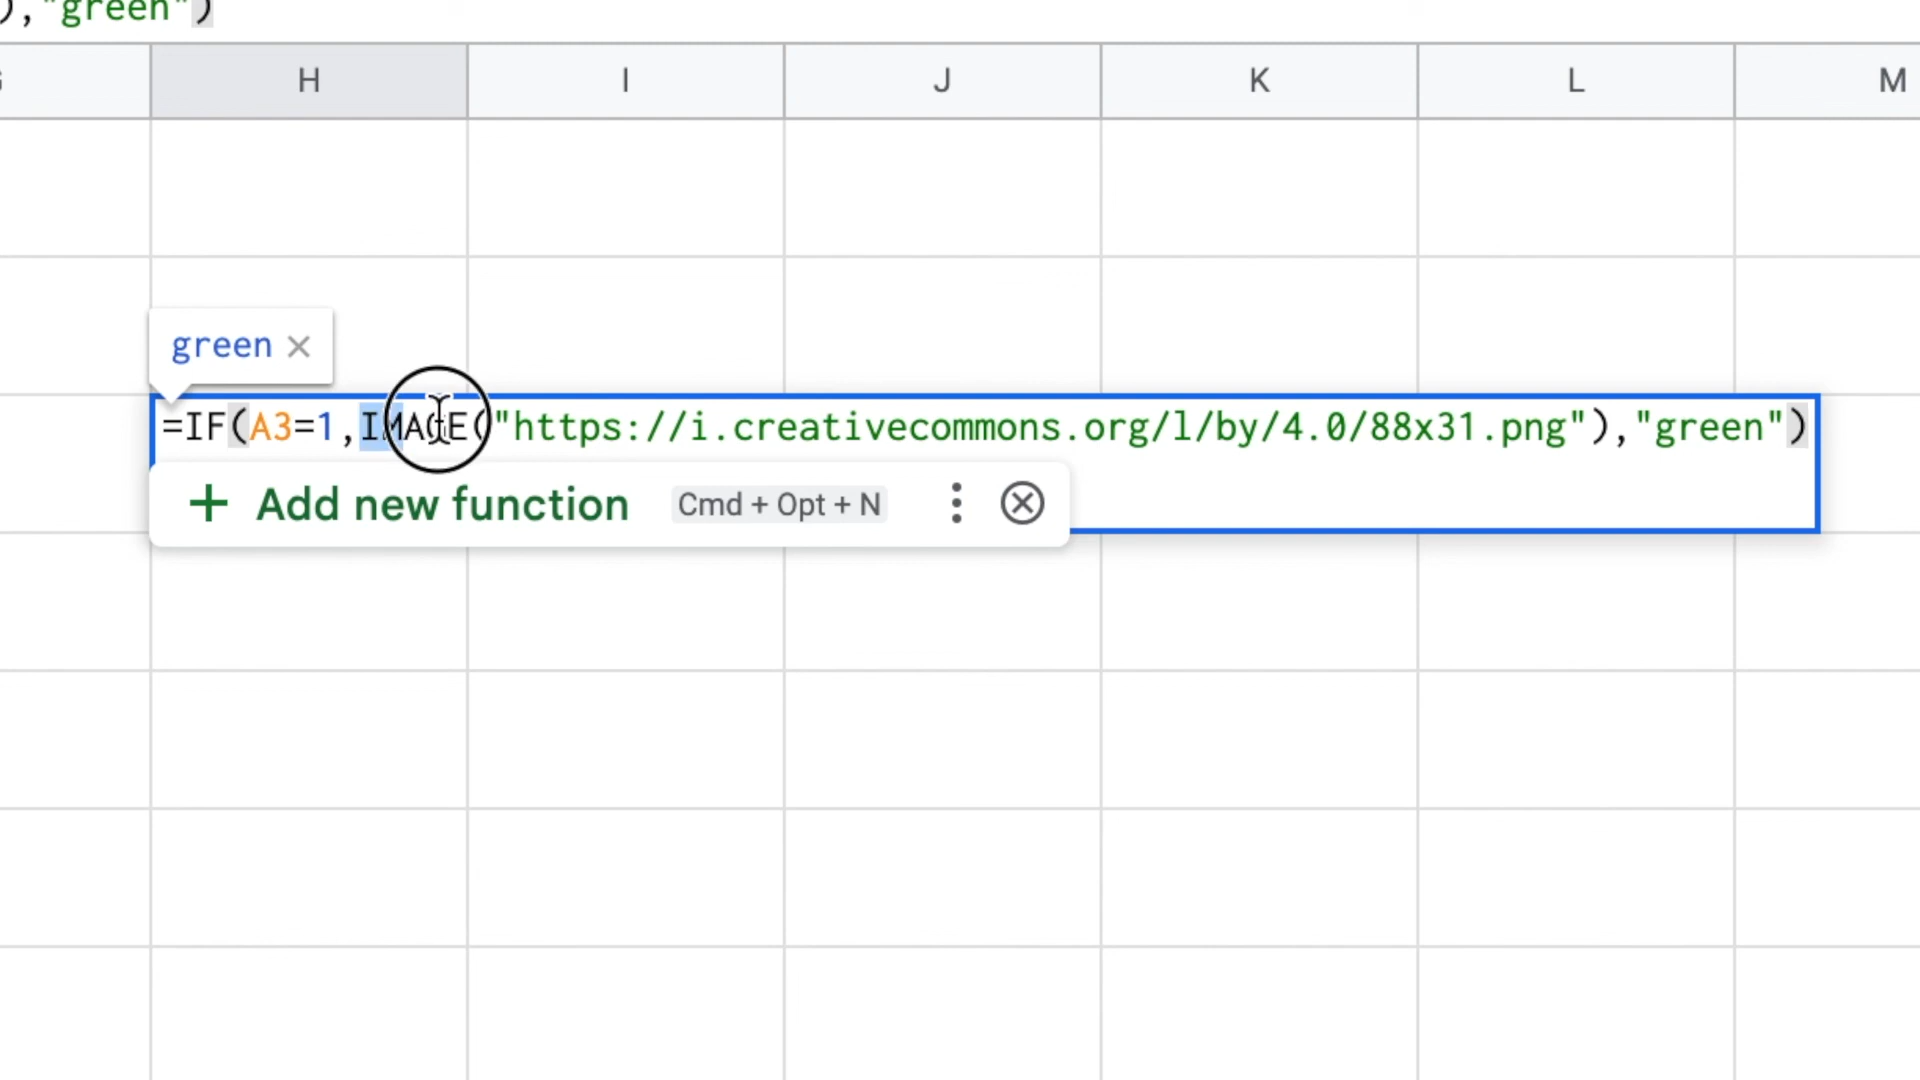 ),"green")
H I J K L M
green
=IF(A3=1,IMAGE("https://i.creativecommons.org/l/by/4.0/88x31.png"),"green")
+ Add new function Cmd + Opt + N